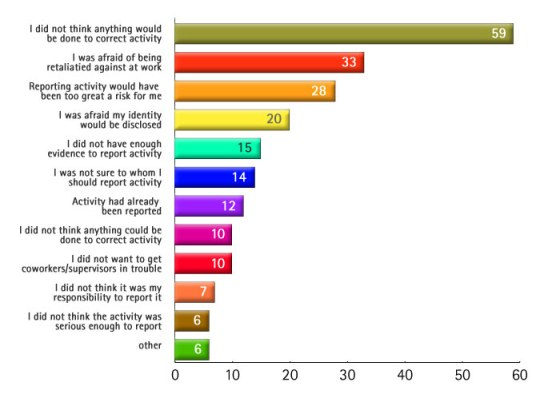 I did not think anything would
be done to correct activity
59
I was afraid of being
retaliatied against at work
33
Reporting activity would have
been too great a risk for me
28
I was afraid my identity
would be disclosed
20
I did not have enough
evidence to report activity
15
I was not sure to whom I
should report activity
14
Activity had already
been reported
12
I did not think anything could be
done to correct activity
10
I did not want to get
coworkers/supervisors in trouble
10
I did not think it was my
responsibility to report it
7
I did not think the activity was
serious enough to report
6
other
6
0 10 20 30 40 50 60